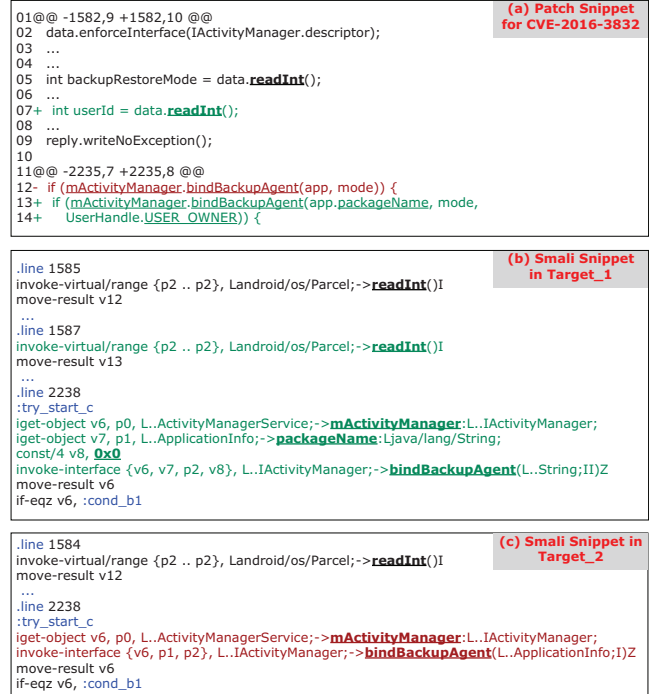 (a) Patch Snippet
for CVE-2016-3832
01@@ -1582,9 +1582,10 @@
02 data.enforceInterface(IActivityManager.descriptor);
03 ...
04 ...
05 int backupRestoreMode = data.readInt();
06 ...
07+ int userId = data.readInt();
08 ...
09 reply.writeNoException();
10
11@@ -2235,7 +2235,8 @@
12- if (mActivityManager.bindBackupAgent(app, mode)) {
13+ if (mActivityManager.bindBackupAgent(app.packageName, mode,
14+ UserHandle.USER_OWNER)) {
(b) Smali Snippet
in Target_1
.line 1585
invoke-virtual/range {p2 .. p2}, Landroid/os/Parcel;->readInt()I
move-result v12
...
.line 1587
invoke-virtual/range {p2 .. p2}, Landroid/os/Parcel;->readInt()I
move-result v13
...
.line 2238
:try_start_c
iget-object v6, p0, L..ActivityManagerService;->mActivityManager:L..IActivityManager;
iget-object v7, p1, L..ApplicationInfo;->packageName:Ljava/lang/String;
const/4 v8, 0x0
invoke-interface {v6, v7, p2, v8}, L..IActivityManager;->bindBackupAgent(L..String;II)Z
move-result v6
if-eqz v6, :cond_b1
(c) Smali Snippet in
Target_2
.line 1584
invoke-virtual/range {p2 .. p2}, Landroid/os/Parcel;->readInt()I
move-result v12
...
.line 2238
:try_start_c
iget-object v6, p0, L..ActivityManagerService;->mActivityManager:L..IActivityManager;
invoke-interface {v6, p1, p2}, L..IActivityManager;->bindBackupAgent(L..ApplicationInfo;I)Z
move-result v6
if-eqz v6, :cond_b1